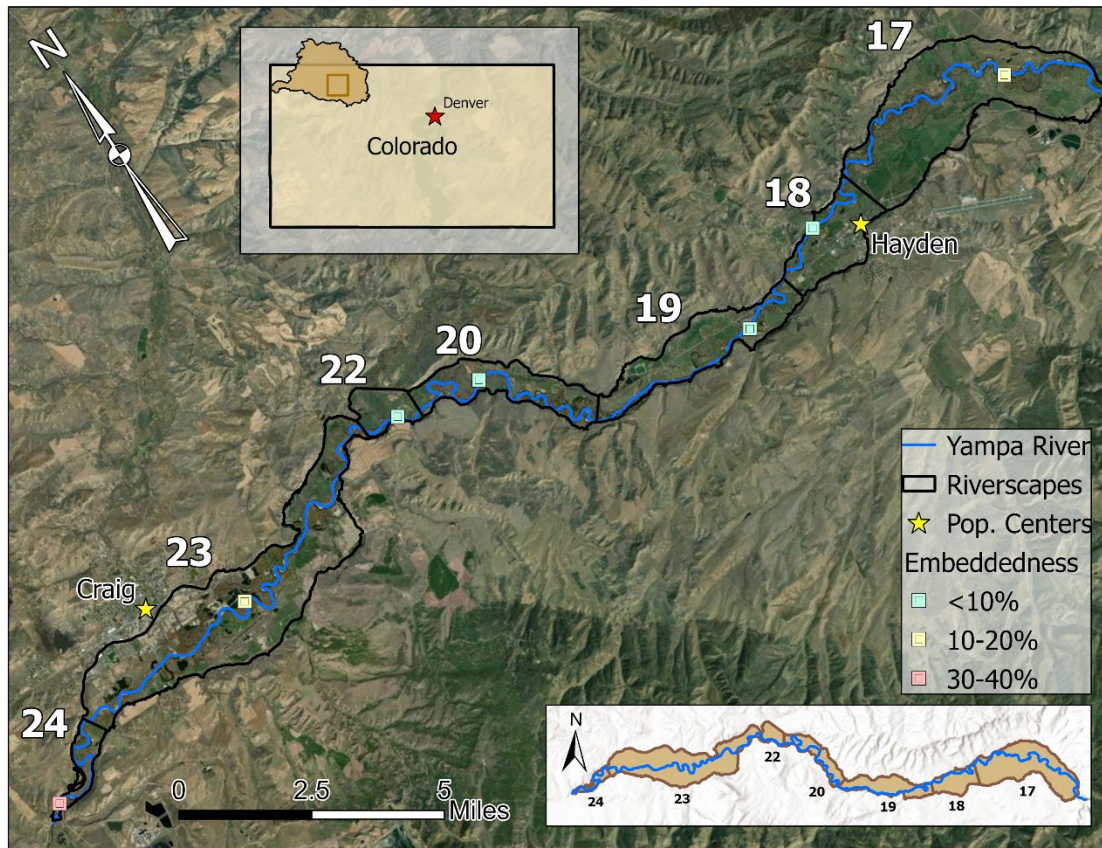 N
17
Denver
Colorado
18
Hayden
19
20
22
Yampa River
Riverscapes
Pop. Centers
Embeddedness
<10%
10-20%
30-40%
23
Craig
24
0 2.5 5
Miles
N
22
24 23 20 19 18 17